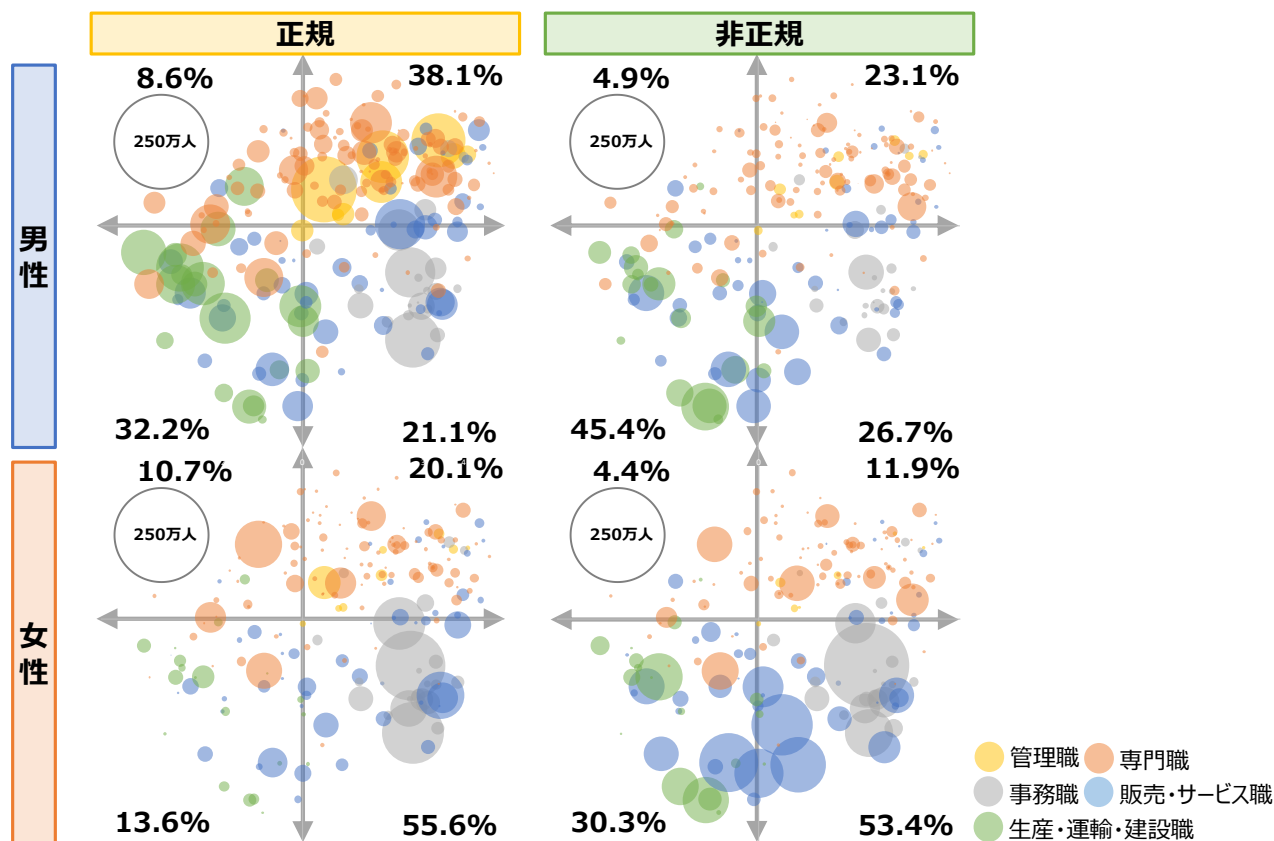 正規
非正規
男性
8.6%
38.1%
250万人
32.2%
21.1%
4.9%
23.1%
250万人
45.4%
26.7%
女性
10.7%
20.1%
250万人
13.6%
55.6%
4.4%
11.9%
250万人
30.3%
53.4%
管理職
専門職
事務職
販売・サービス職
生産・運輸・建設職